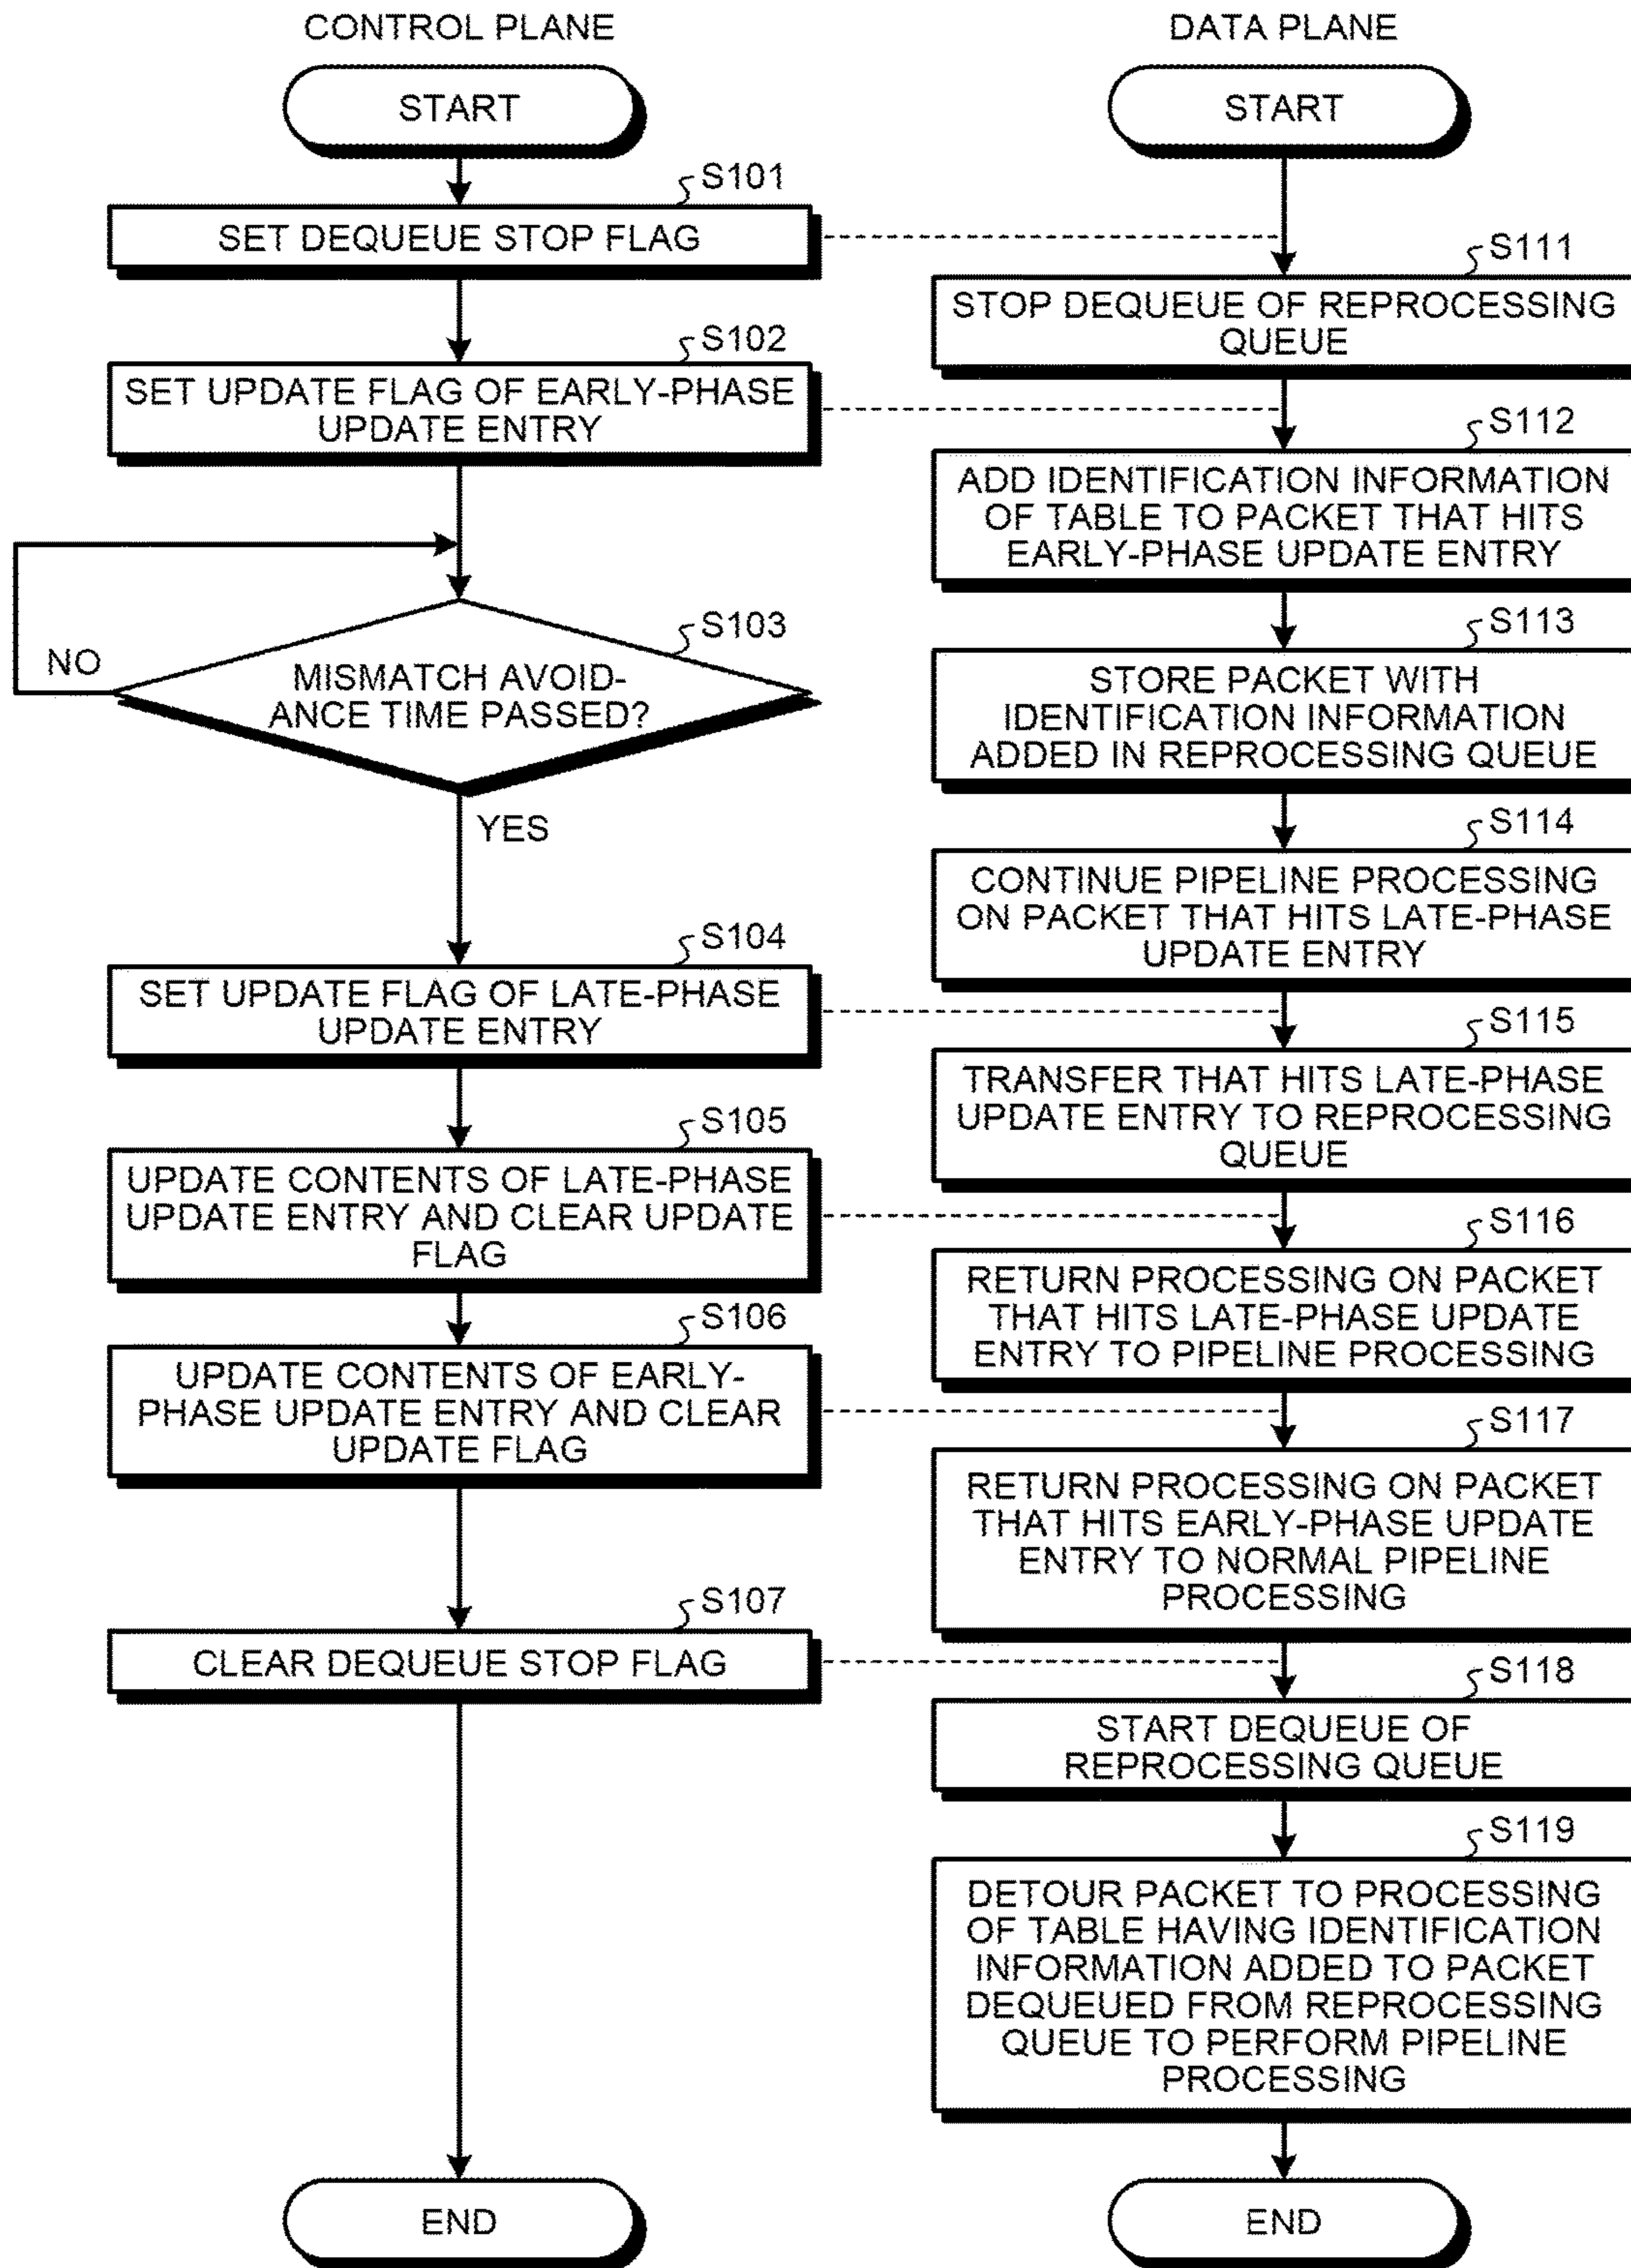 CONTROL PLANE
START
S101
SET DEQUEUE STOP FLAG
S102
SET UPDATE FLAG OF EARLY-PHASE
UPDATE ENTRY
S103
NO
MISMATCH AVOID-
ANCE TIME PASSED?
YES
S104
SET UPDATE FLAG OF LATE-PHASE
UPDATE ENTRY
S105
UPDATE CONTENTS OF LATE-PHASE
UPDATE ENTRY AND CLEAR UPDATE
FLAG
S106
UPDATE CONTENTS OF EARLY-
PHASE UPDATE ENTRY AND CLEAR
UPDATE FLAG
S107
CLEAR DEQUEUE STOP FLAG
END
DATA PLANE
START
S111
STOP DEQUEUE OF REPROCESSING
QUEUE
S112
ADD IDENTIFICATION INFORMATION
OF TABLE TO PACKET THAT HITS
EARLY-PHASE UPDATE ENTRY
S113
STORE PACKET WITH
IDENTIFICATION INFORMATION
ADDED IN REPROCESSING QUEUE
S114
CONTINUE PIPELINE PROCESSING
ON PACKET THAT HITS LATE-PHASE
UPDATE ENTRY
S115
TRANSFER THAT HITS LATE-PHASE
UPDATE ENTRY TO REPROCESSING
QUEUE
S116
RETURN PROCESSING ON PACKET
THAT HITS LATE-PHASE UPDATE
ENTRY TO PIPELINE PROCESSING
S117
RETURN PROCESSING ON PACKET
THAT HITS EARLY-PHASE UPDATE
ENTRY TO NORMAL PIPELINE
PROCESSING
S118
START DEQUEUE OF
REPROCESSING QUEUE
S119
DETOUR PACKET TO PROCESSING
OF TABLE HAVING IDENTIFICATION
INFORMATION ADDED TO PACKET
DEQUEUED FROM REPROCESSING
QUEUE TO PERFORM PIPELINE
PROCESSING
END